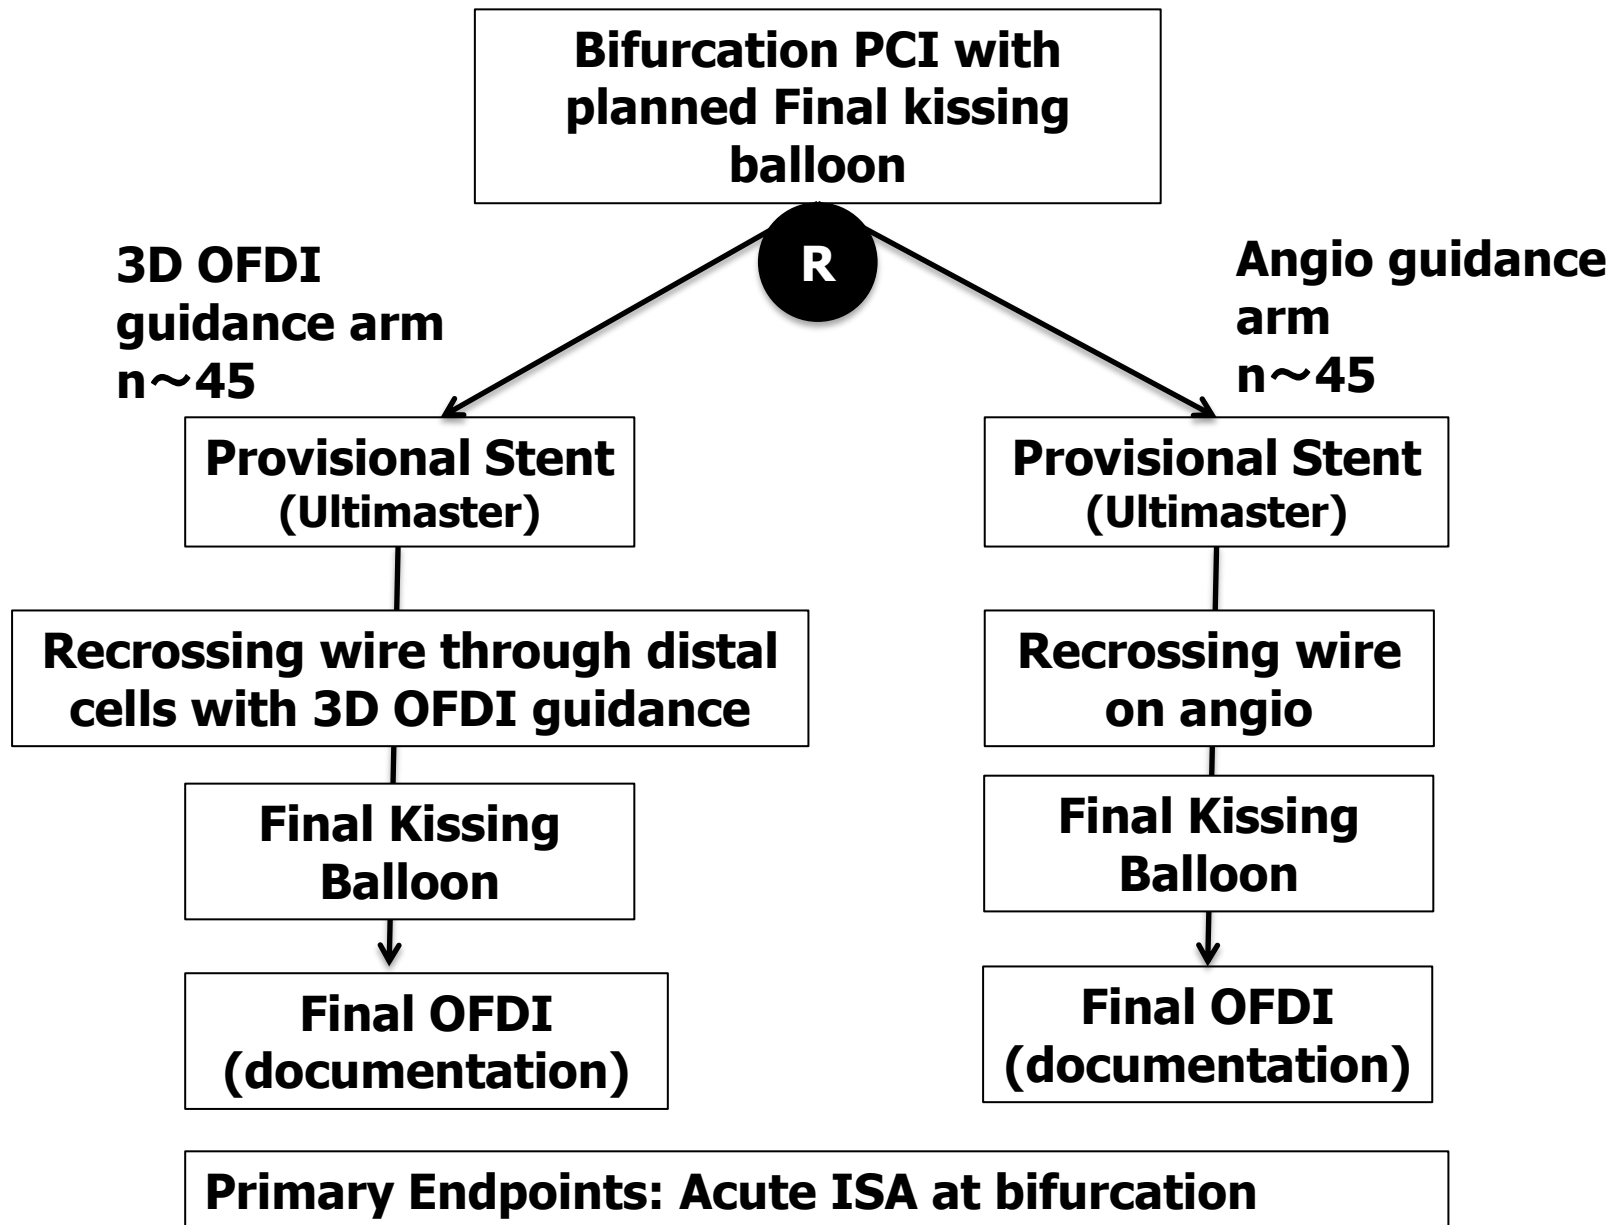 Bifurcation PCI with
planned Final kissing
balloon
R
3D OFDI
guidance arm
n～45
Angio guidance
arm
n～45
Provisional Stent
(Ultimaster)
Provisional Stent
(Ultimaster)
Recrossing wire through distal
cells with 3D OFDI guidance
Recrossing wire
on angio
Final Kissing
Balloon
Final Kissing
Balloon
Final OFDI
(documentation)
Final OFDI
(documentation)
Primary Endpoints: Acute ISA at bifurcation